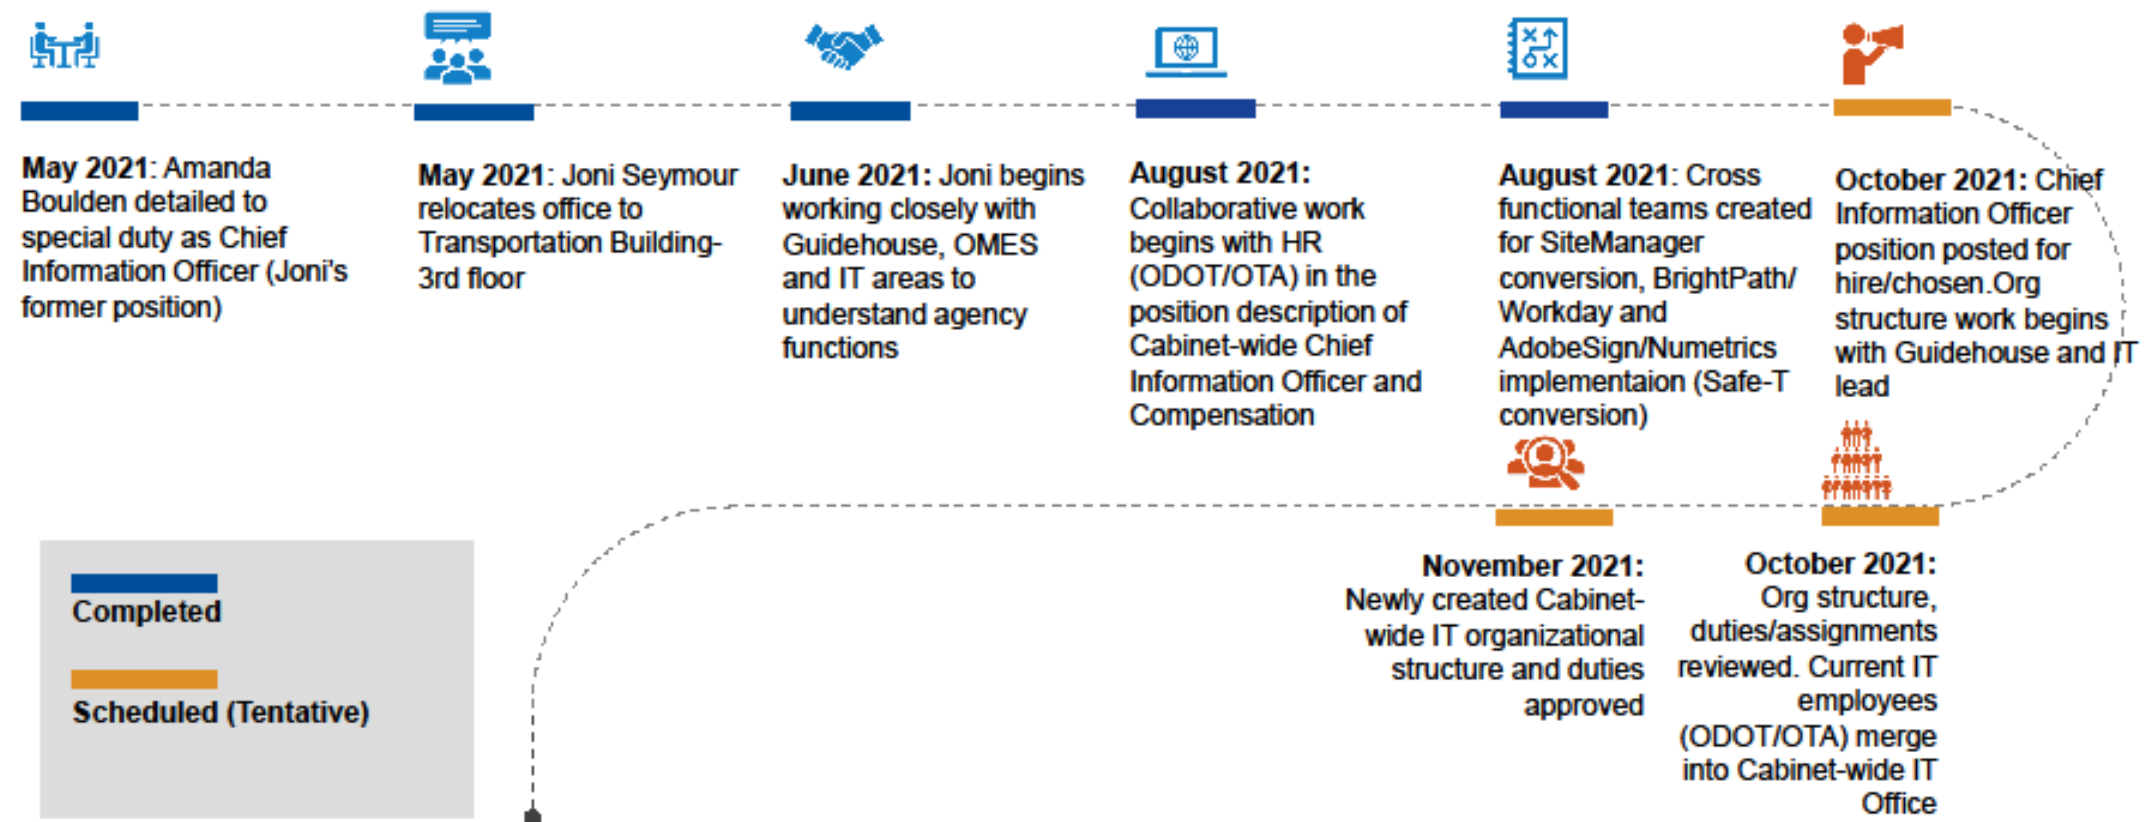 May 2021: Amanda
Boulden detailed to
special duty as Chief
Information Officer (Joni's
former position)
May 2021: Joni Seymour
relocates office to
Transportation Building-
3rd floor
June 2021: Joni begins
working closely with
Guidehouse, OMES
and IT areas to
understand agency
functions
August 2021:
Collaborative work
begins with HR
(ODOT/OTA) in the
position description of
Cabinet-wide Chief
Information Officer and
Compensation
August 2021: Cross
functional teams created
for SiteManager
conversion, BrightPath/
Workday and
AdobeSign/Numetrics
implementaion (Safe-T
conversion)
October 2021: Chief
Information Officer
position posted for
hire/chosen.Org
structure work begins
with Guidehouse and IT
lead
October 2021:
Org structure,
duties/assignments
reviewed. Current IT
employees
(ODOT/OTA) merge
into Cabinet-wide IT
Office
November 2021:
Newly created Cabinet-
wide IT organizational
structure and duties
approved
Completed
Scheduled (Tentative)